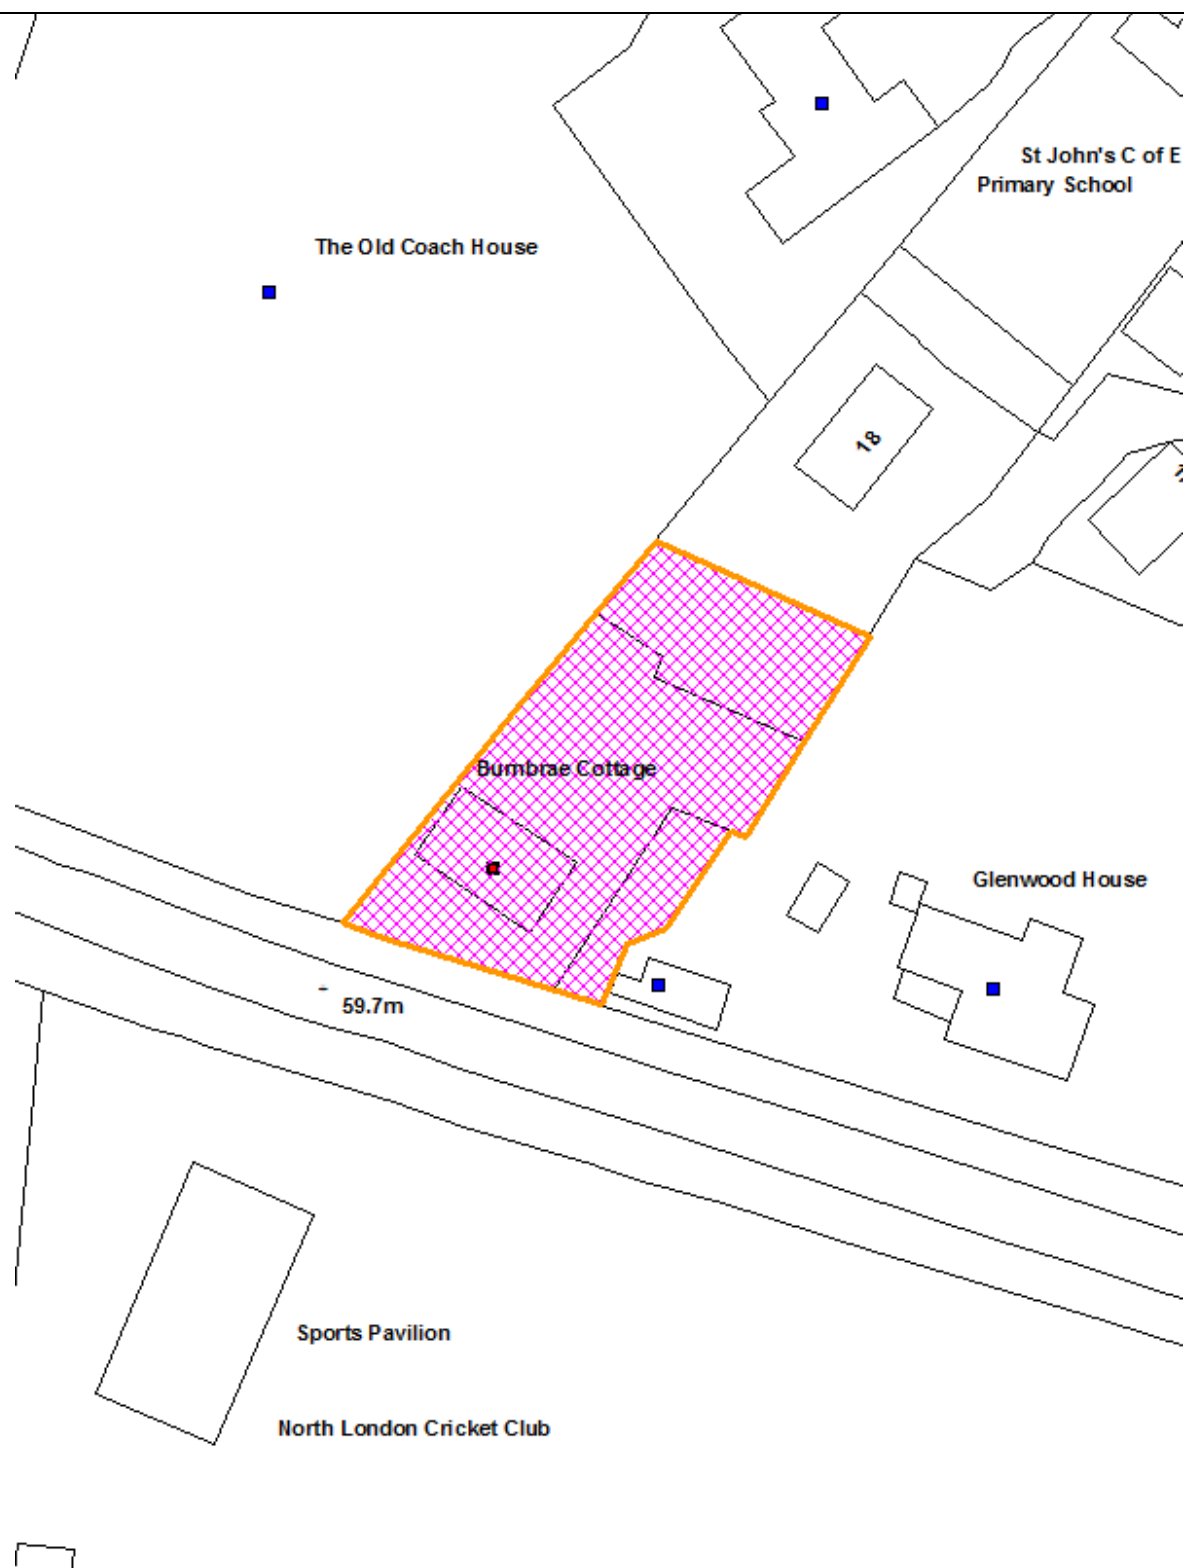 St John's C of E
Primary School
The Old Coach House
18
Burnbrae Cottage
Glenwood House
59.7m
Sports Pavilion
North London Cricket Club